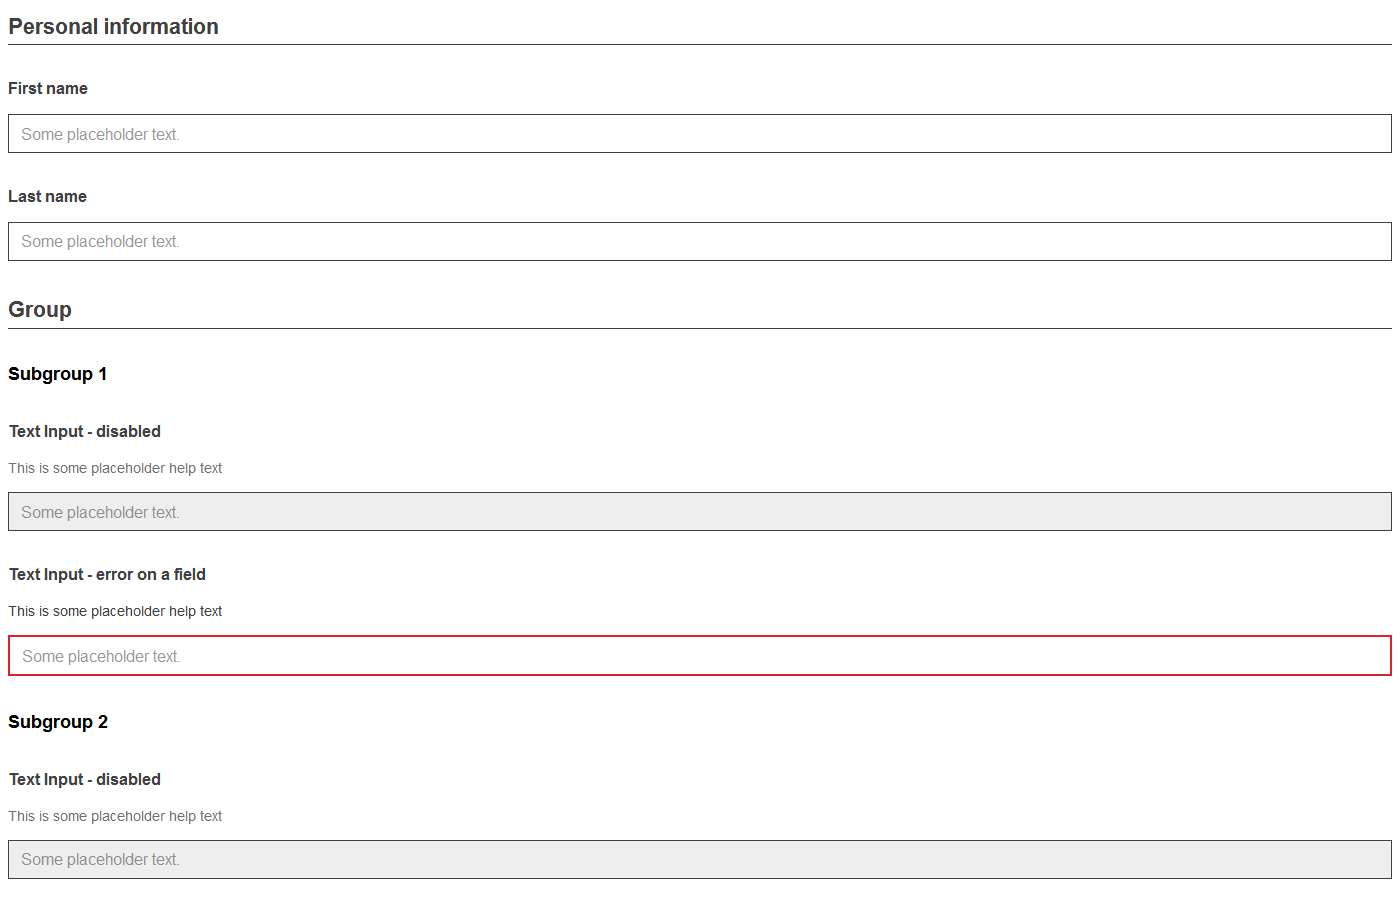 Personal information
First name
Some placeholder text.
Last name
Some placeholder text.
Group
Subgroup 1
Text Input - disabled
This is some placeholder help text
Some placeholder text.
Text Input - error on a field
This is some placeholder help text
Some placeholder text.
Subgroup 2
Text Input - disabled
This is some placeholder help text
Some placeholder text.